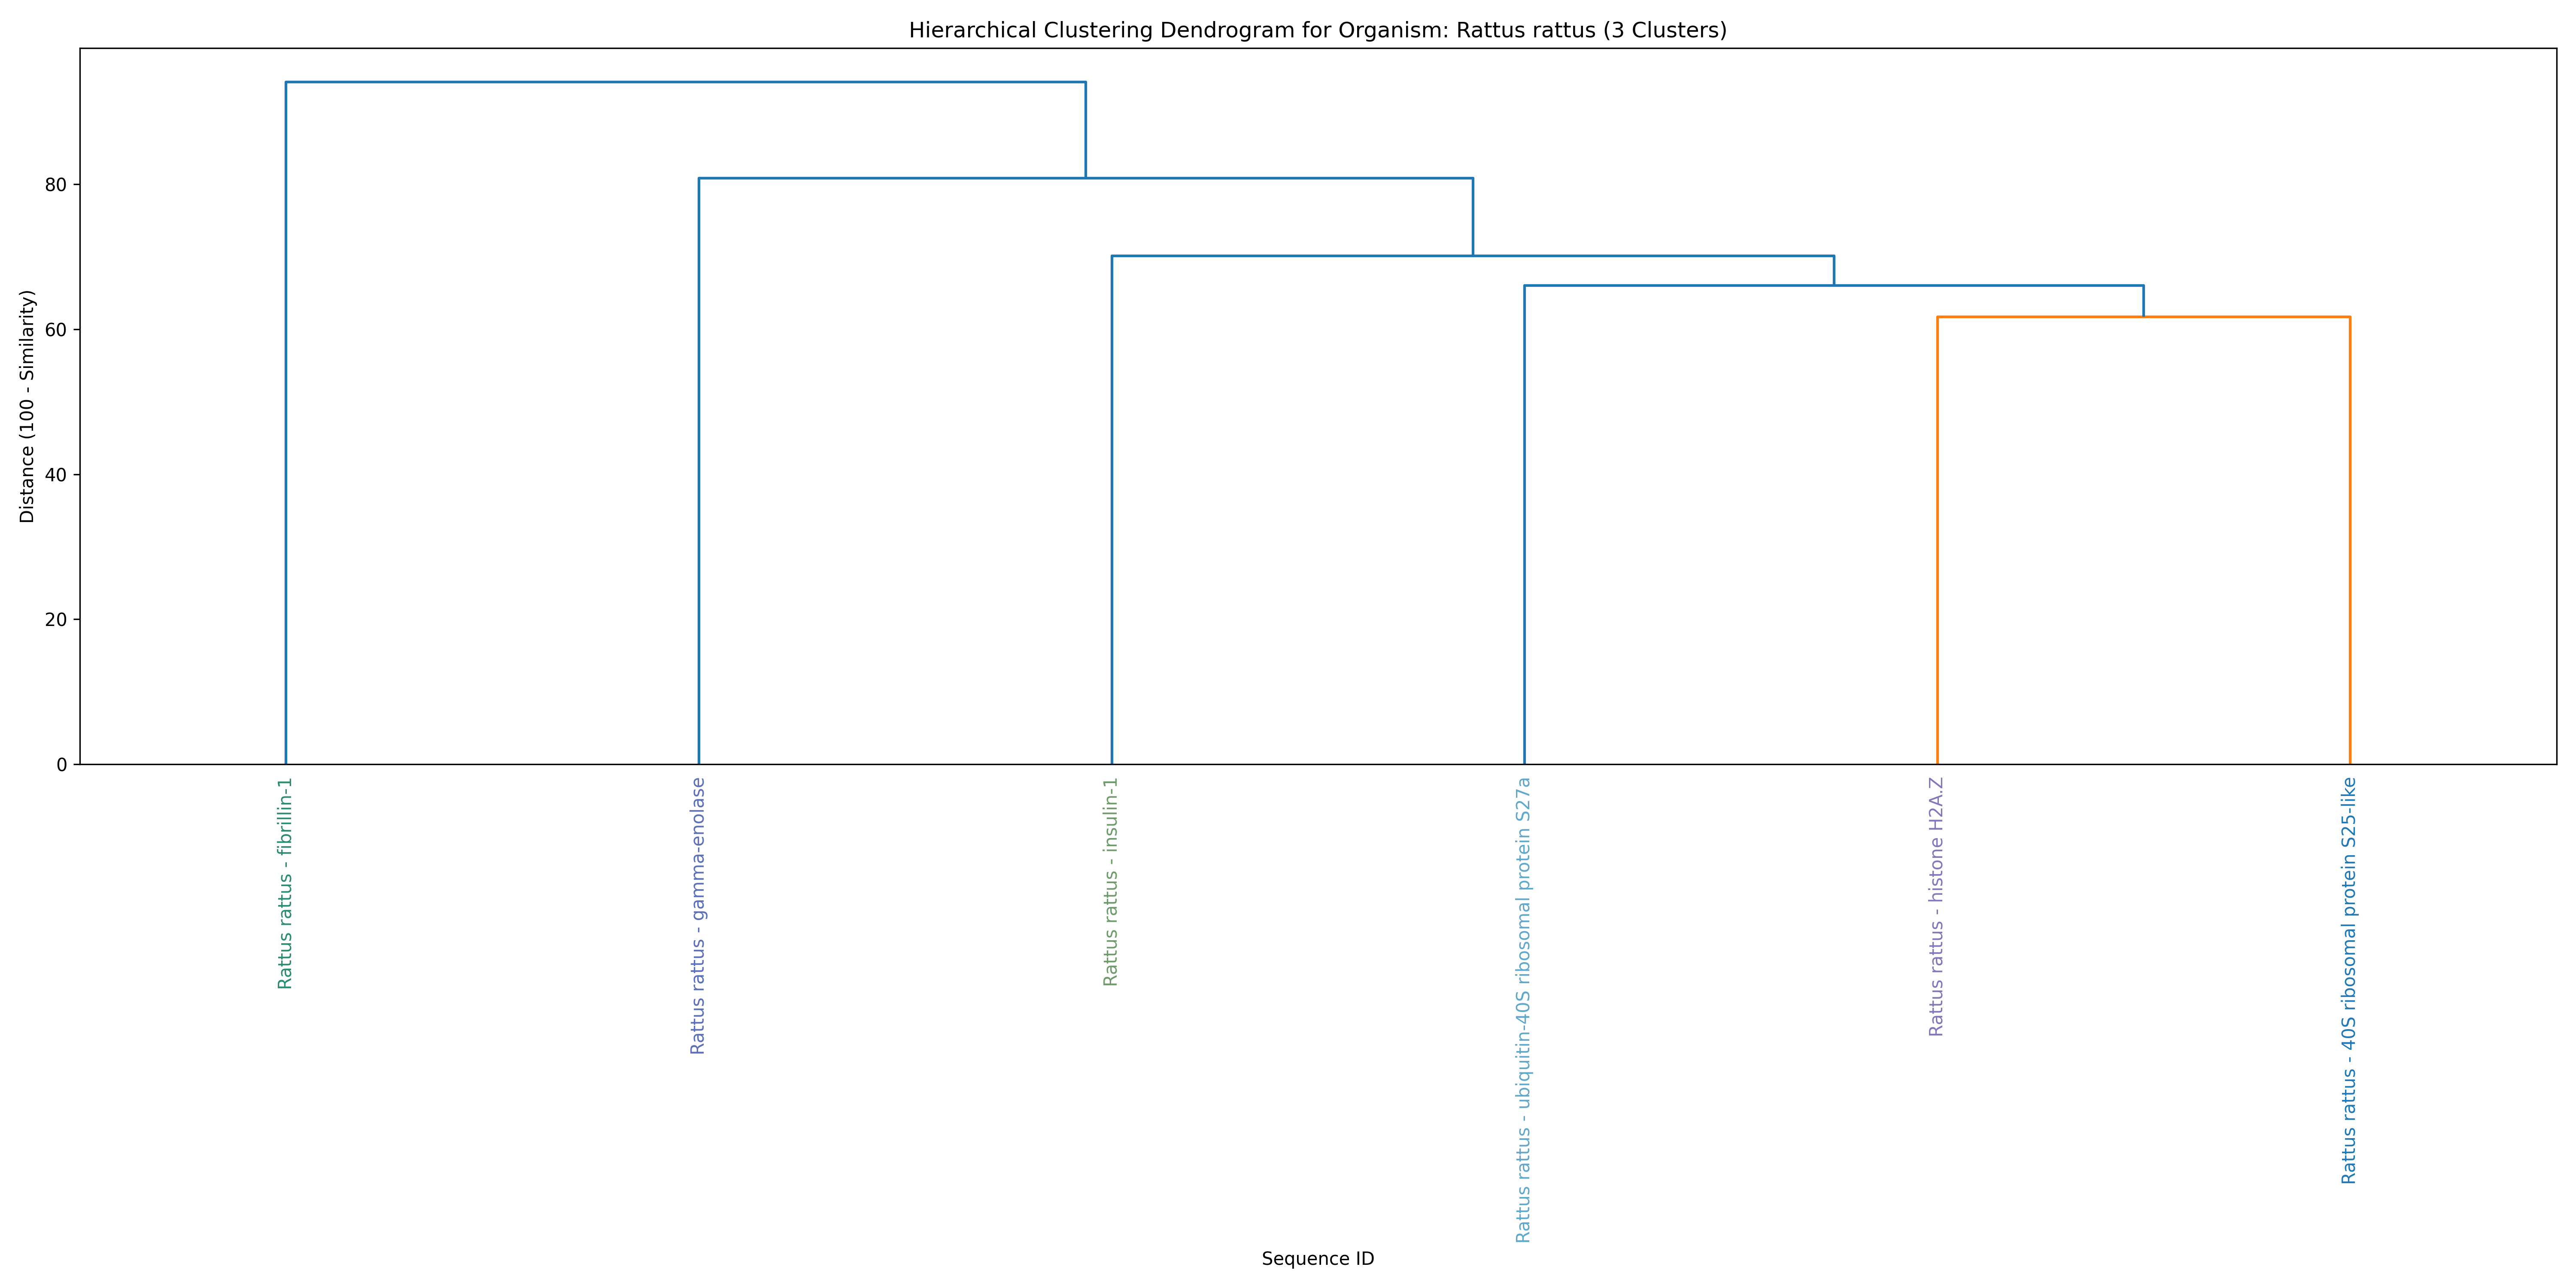 Hierarchical Clustering Dendrogram for Organism: Rattus rattus (3 Clusters)
Distance (100 - Similarity)
80
60
40
20
0
Rattus rattus - fibrillin-1
Rattus rattus - gamma-enolase
Rattus rattus - insulin-1
Rattus rattus - ubiquitin-40S ribosomal protein S27a
Rattus rattus - histone H2A.Z
Rattus rattus - 40S ribosomal protein S25-like
Sequence ID